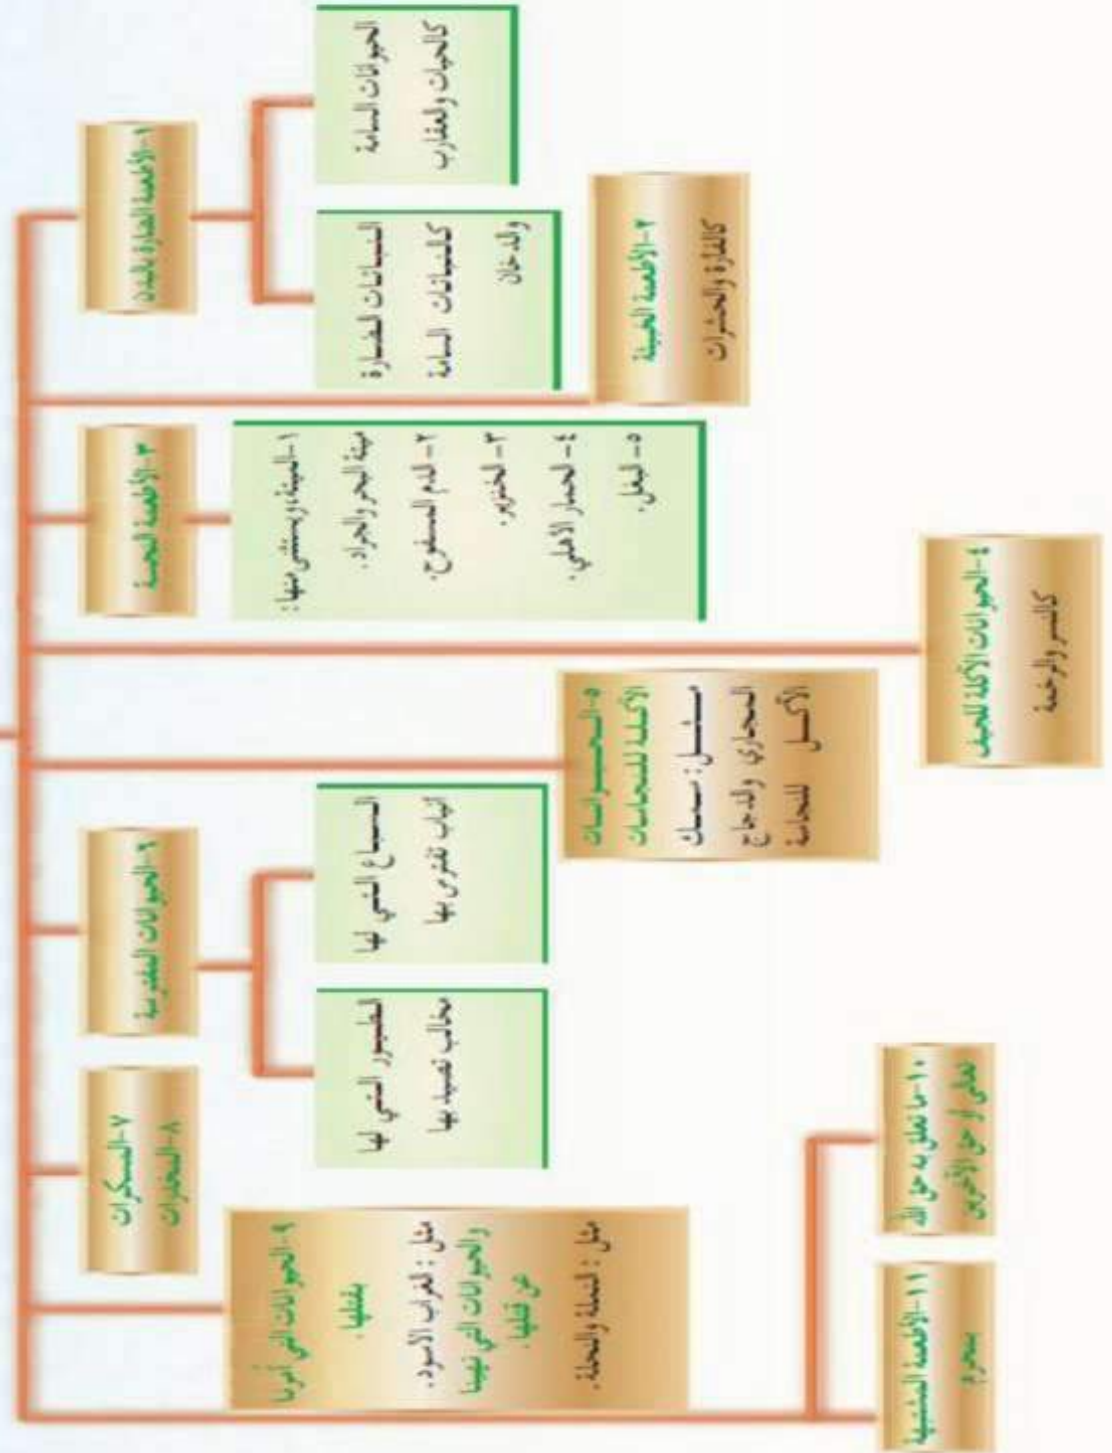 ١-الأطعمة الضارة بالبدن
الحيوانات السامة
كالحيات والعقارب
النباتات الضارة
كالنباتات السامة
والدخان
٢-الأطعمة الخبيثة
كالفأرة والحشرات
٣-الأطعمة النجسة
١-الميتة، ويستثنى منها:
ميتة البحر والجراد.
٢- الدم المسفوح.
٣- الخنزير.
٤- الحمار الأهلي.
٥- البغل.
٤-الحيوانات الآكلة للجيف
كالنسر والرخمة
٥-الحيوانات
الآكلة للنجاسات
مثل: سمك
المجاري والدجاج
الآكل للنجاسة
٦-الحيوانات المفترسة
السباع التي لها
أنياب تفترس بها
الطيور التي لها
مخالب تصيد بها
٧-المسكرات
٨-المخدرات
٩-الحيوانات التي أمرنا
بقتلها.
مثل: الغراب الأسود.
والحيوانات التي نهينا
عن قتلها.
مثل: النملة والنحلة.
١٠-ما تعلق به حق الله
تعالى أو حق الآخرين
١١-الأطعمة المشتبهة
بمحرم